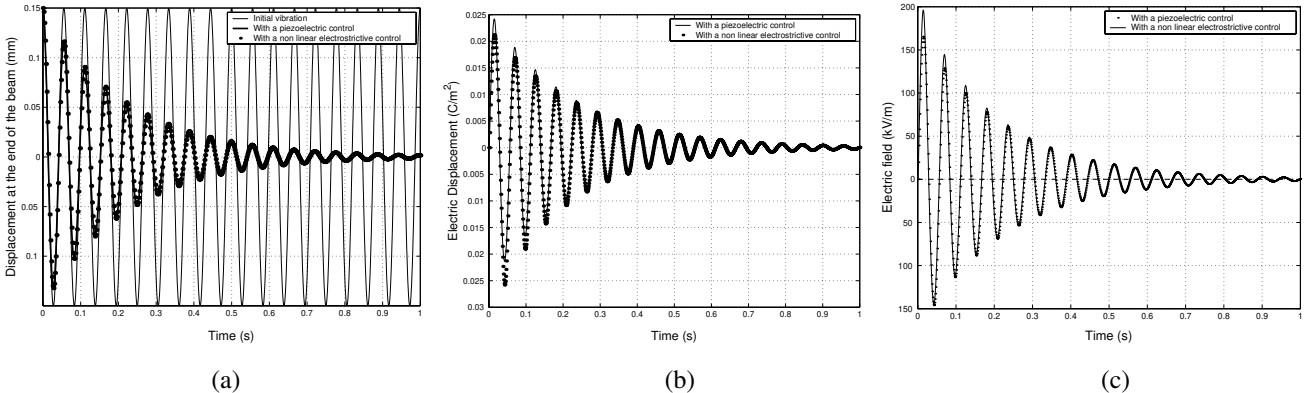 0.15
0.1
0.05
0
0.05
0.1
0 0.1 0.2 0.3 0.4 0.5 0.6 0.7 0.8 0.9 1
Displacement at the end of the beam (mm)
Time (s)
Initial vibration
With a piezoelectric control
With a non linear electrostrictive control
(a)
0.025
0.02
0.015
0.01
0.005
0
0.005
0.01
0.015
0.02
0.025
0.03
0 0.1 0.2 0.3 0.4 0.5 0.6 0.7 0.8 0.9 1
Electric Displacement (C/m²)
Time (s)
With a piezoelectric control
With a non linear electrostrictive control
(b)
200
150
100
50
0
50
100
150
0 0.1 0.2 0.3 0.4 0.5 0.6 0.7 0.8 0.9 1
Electric field (kV/m)
Time (s)
With a piezoelectric control
With a non linear electrostrictive control
(c)